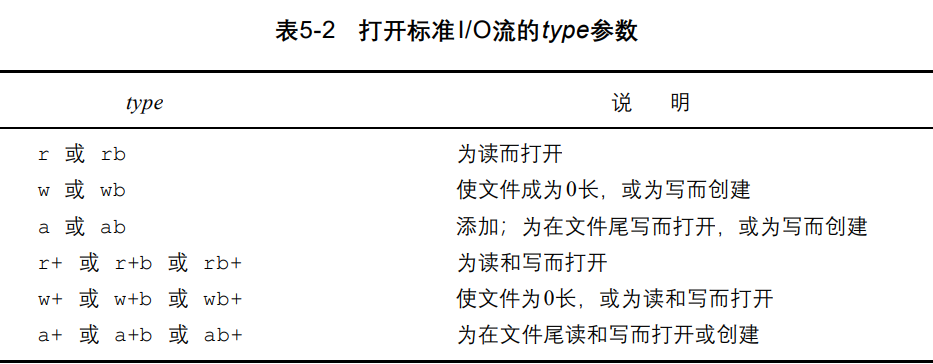 表5-2 打开标准I/O流的type参数
type 说 明
r 或 rb 为读而打开
w 或 wb 使文件成为0长，或为写而创建
a 或 ab 添加；为在文件尾写而打开，或为写而创建
r+ 或 r+b 或 rb+ 为读和写而打开
w+ 或 w+b 或 wb+ 使文件为0长，或为读和写而打开
a+ 或 a+b 或 ab+ 为在文件尾读和写而打开或创建